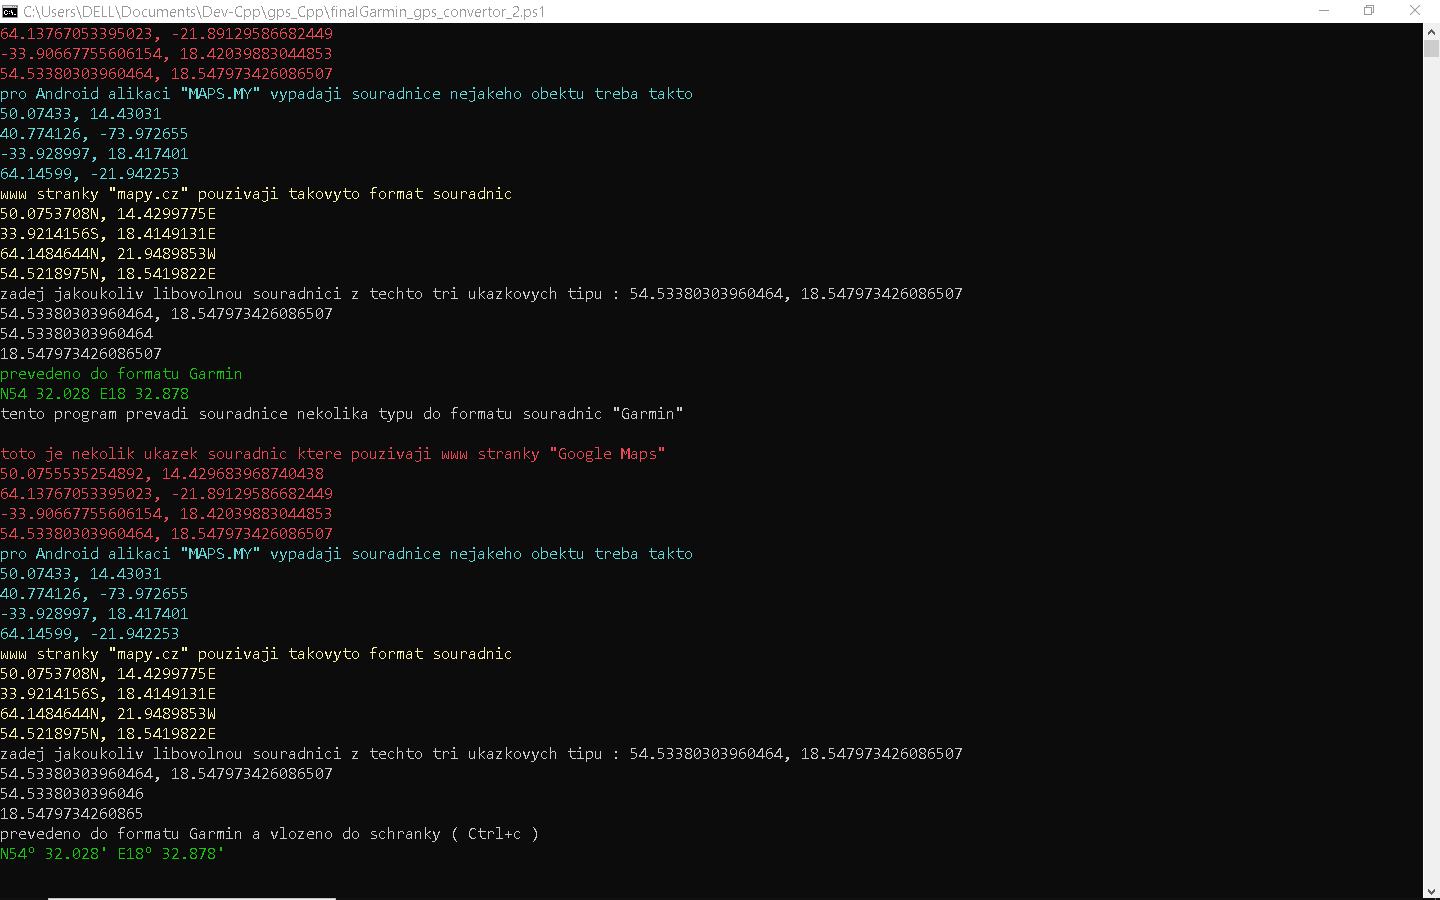 C:\Users\DELL\Documents\Dev-Cpp\gps_Cpp\finalGarmin_gps_convertor_2.ps1
64.13767053395023, -21.89129586682449
-33.90667755606154, 18.42039883044853
54.53380303960464, 18.547973426086507
pro Android alikaci "MAPS.MY" vypadaji souradnice nejakeho obektu treba takto
50.07433, 14.43031
40.774126, -73.972655
-33.928997, 18.417401
64.14599, -21.942253
www stranky "mapy.cz" pouzivaji takovyto format souradnic
50.0753708N, 14.4299775E
33.9214156S, 18.4149131E
64.1484644N, 21.9489853W
54.5218975N, 18.5419822E
zadej jakoukoliv libovolnou souradnici z techto tri ukazkovych tipu : 54.53380303960464, 18.547973426086507
54.53380303960464, 18.547973426086507
54.53380303960464
18.547973426086507
prevedeno do formatu Garmin
N54 32.028 E18 32.878
tento program prevadi souradnice nekolika typu do formatu souradnic "Garmin"
toto je nekolik ukazek souradnic ktere pouzivaji www stranky "Google Maps"
50.0755535254892, 14.429683968740438
64.13767053395023, -21.89129586682449
-33.90667755606154, 18.42039883044853
54.53380303960464, 18.547973426086507
pro Android alikaci "MAPS.MY" vypadaji souradnice nejakeho obektu treba takto
50.07433, 14.43031
40.774126, -73.972655
-33.928997, 18.417401
64.14599, -21.942253
www stranky "mapy.cz" pouzivaji takovyto format souradnic
50.0753708N, 14.4299775E
33.9214156S, 18.4149131E
64.1484644N, 21.9489853W
54.5218975N, 18.5419822E
zadej jakoukoliv libovolnou souradnici z techto tri ukazkovych tipu : 54.53380303960464, 18.547973426086507
54.53380303960464, 18.547973426086507
54.5338030396046
18.5479734260865
prevedeno do formatu Garmin a vlozeno do schranky ( Ctrl+c )
N54º 32.028' E18º 32.878'